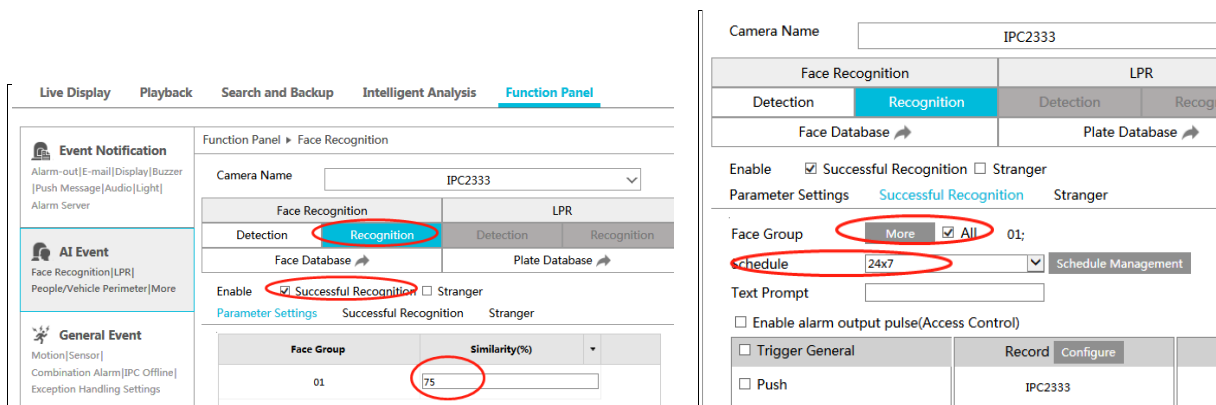 Live Display Playback Search and Backup Intelligent Analysis Function Panel
Event Notification
Alarm-out|E-mail|Display|Buzzer
|Push Message|Audio|Light|
Alarm Server
AI Event
Face Recognition|LPR|
People/Vehicle Perimeter|More
General Event
Motion|Sensor|
Combination Alarm|IPC Offline|
Exception Handling Settings
Function Panel Face Recognition
Camera Name IPC2333
Face Recognition LPR
Detection Recognition Detection Recognition
Face Database Plate Database
Enable Successful Recognition Stranger
Parameter Settings Successful Recognition Stranger
Face Group Similarity(%)
01 75
Camera Name IPC2333
Face Recognition LPR
Detection Recognition Detection Recog
Face Database Plate Database
Enable Successful Recognition Stranger
Parameter Settings Successful Recognition Stranger
Face Group More All 01;
Schedule 24x7 Schedule Management
Text Prompt
Enable alarm output pulse(Access Control)
Trigger General Record Configure
Push IPC2333